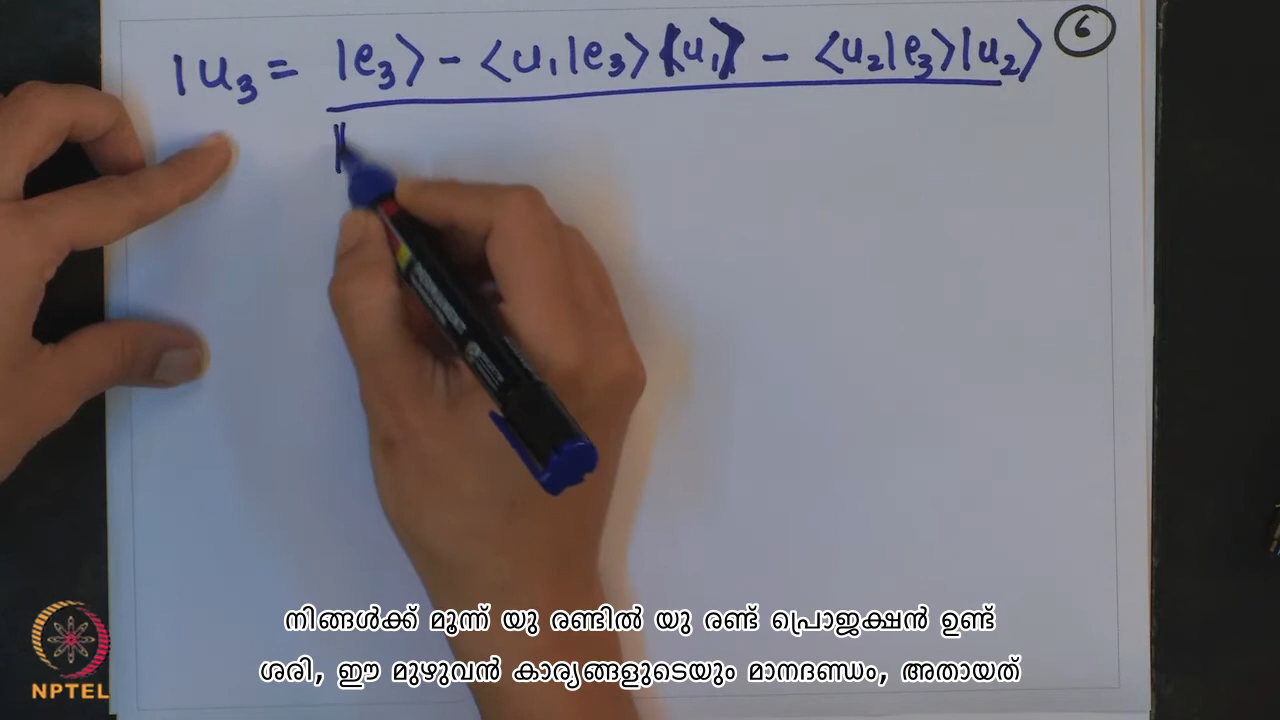 |u₃ = |e₃⟩ - ⟨u₁|e₃⟩|u₁⟩ - ⟨u₂|e₃⟩|u₂⟩ 6
||
നിങ്ങൾക്ക് മൂന്ന് യു രണ്ടിൽ യു രണ്ട് പ്രൊജക്ഷൻ ഉണ്ട്
ശരി, ഈ മുഴുവൻ കാര്യങ്ങളുടെയും മാനദണ്ഡം, അതായത്
NPTEL